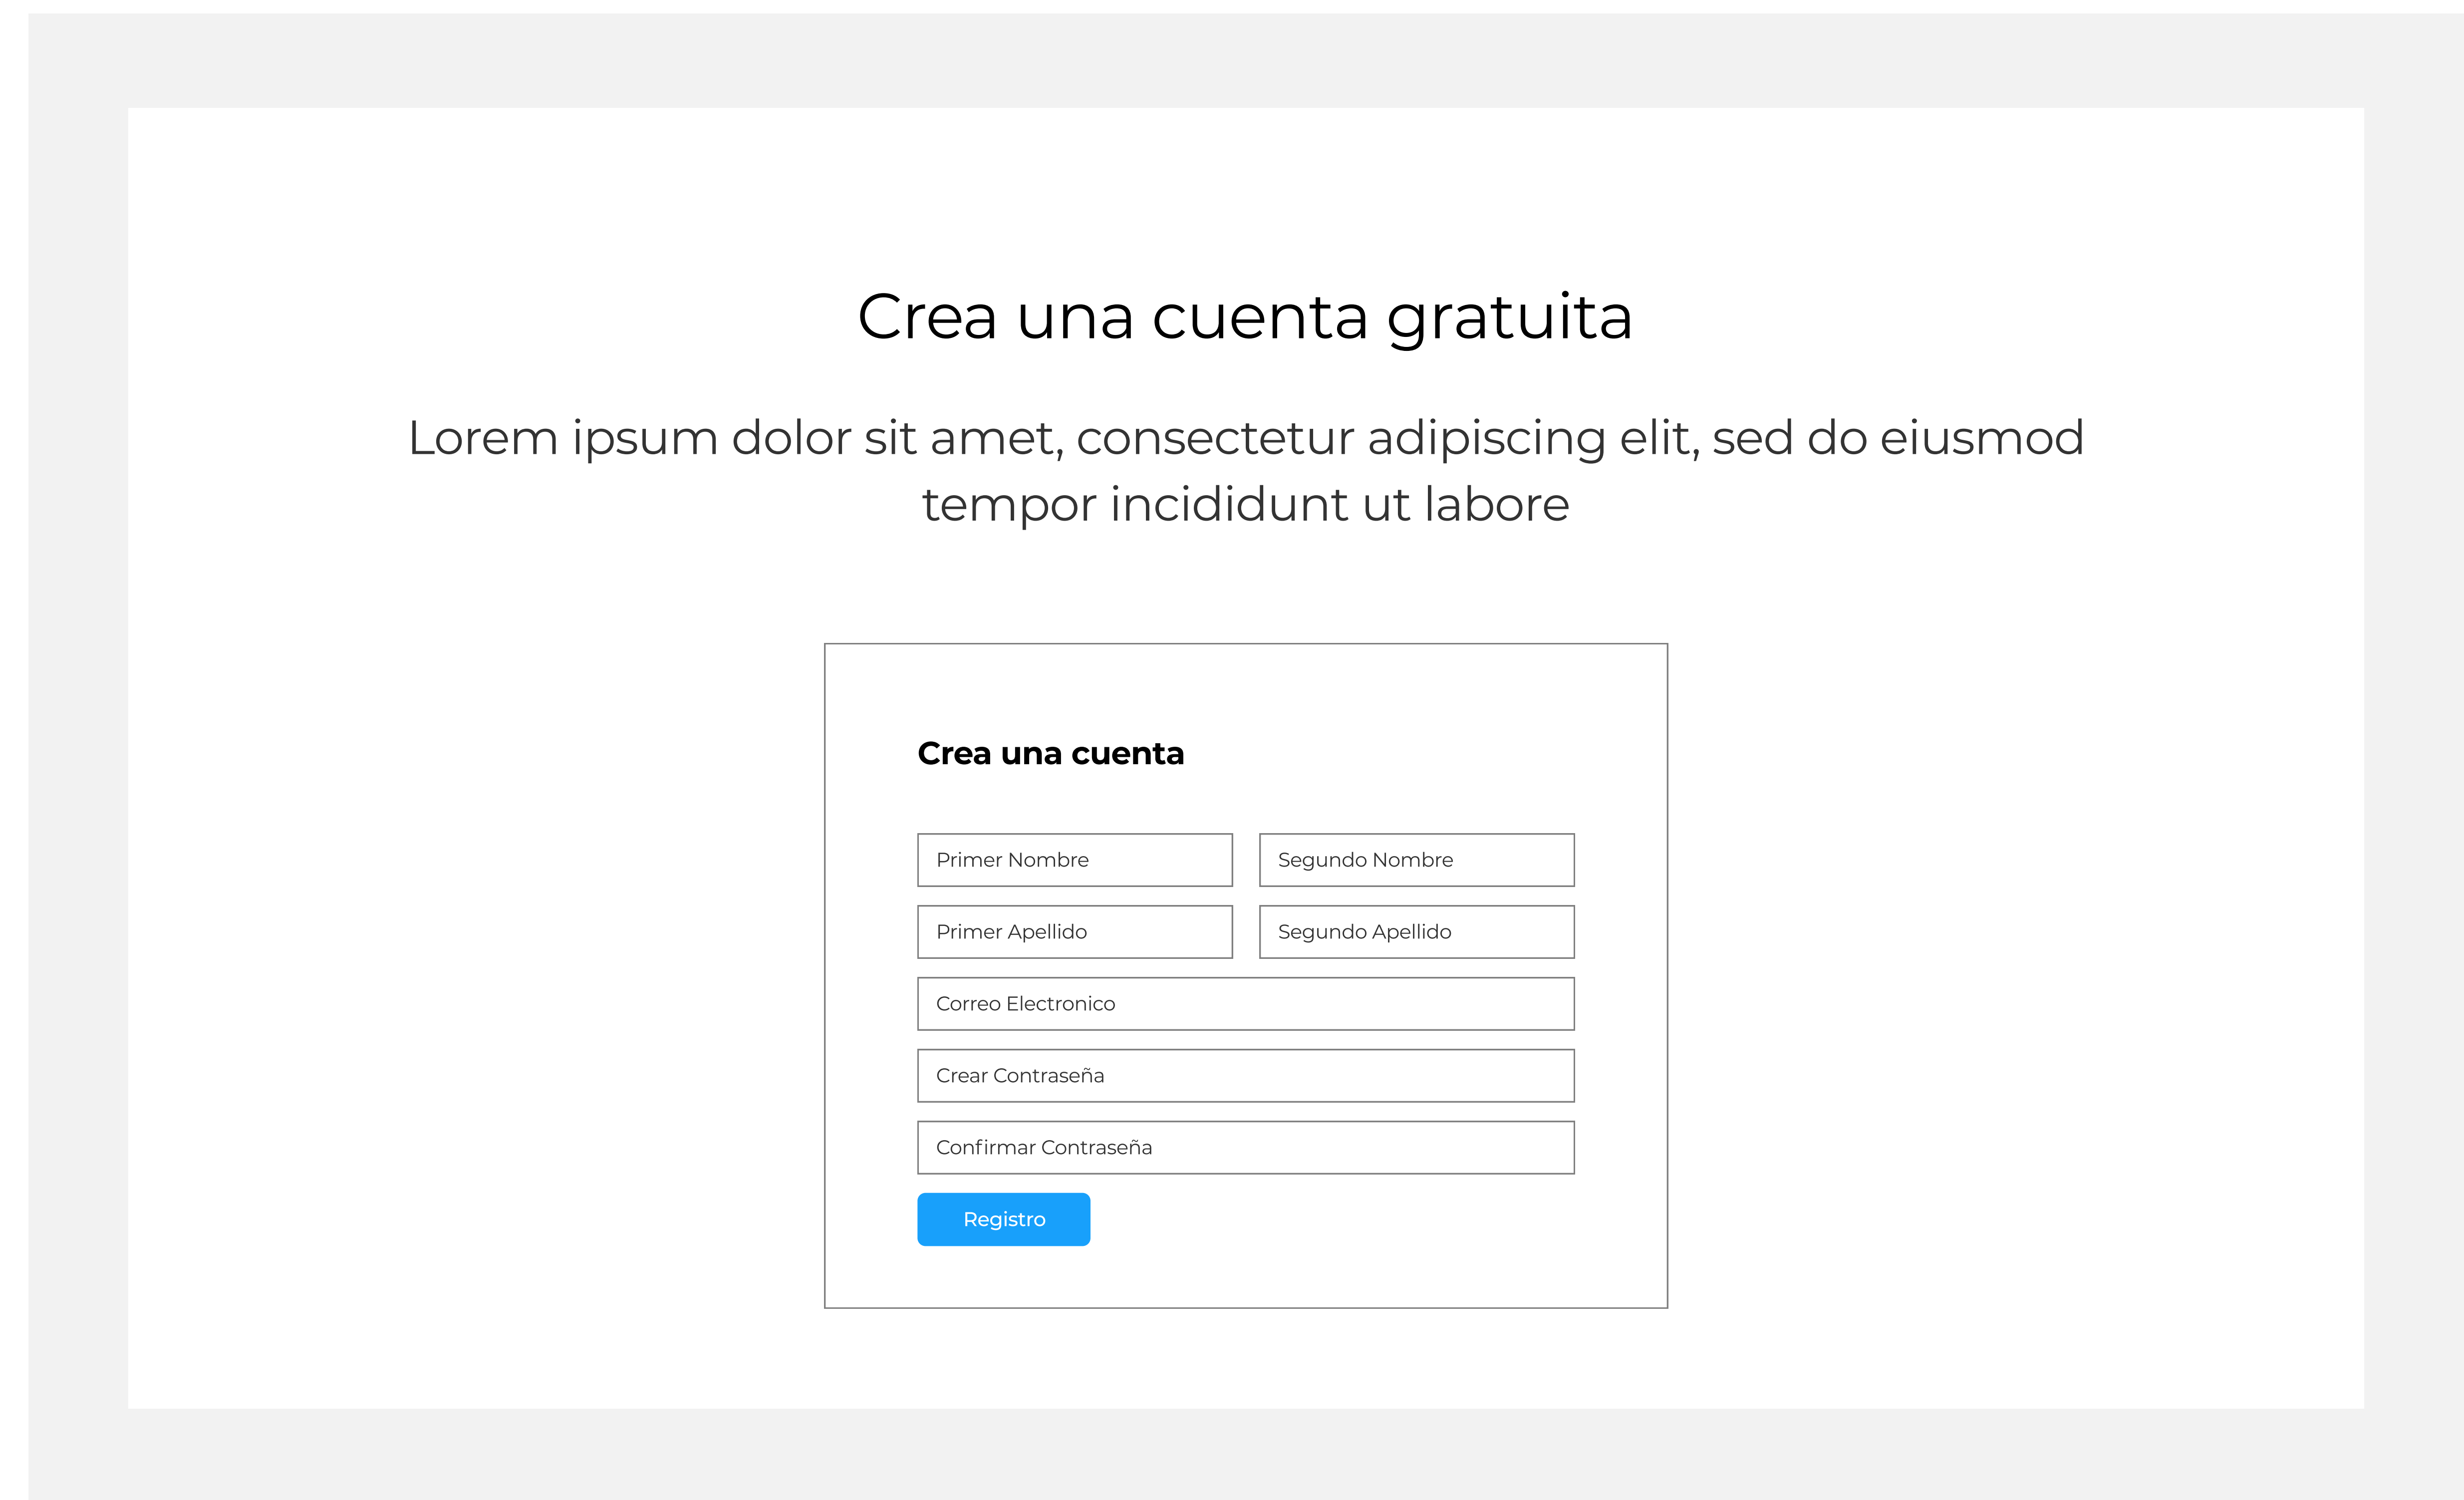 Crea una cuenta gratuita
Lorem ipsum dolor sit amet, consectetur adipiscing elit, sed do eiusmod
tempor incididunt ut labore
Crea una cuenta
Primer Nombre
Segundo Nombre
Primer Apellido
Segundo Apellido
Correo Electronico
Crear Contraseña
Confirmar Contraseña
Registro